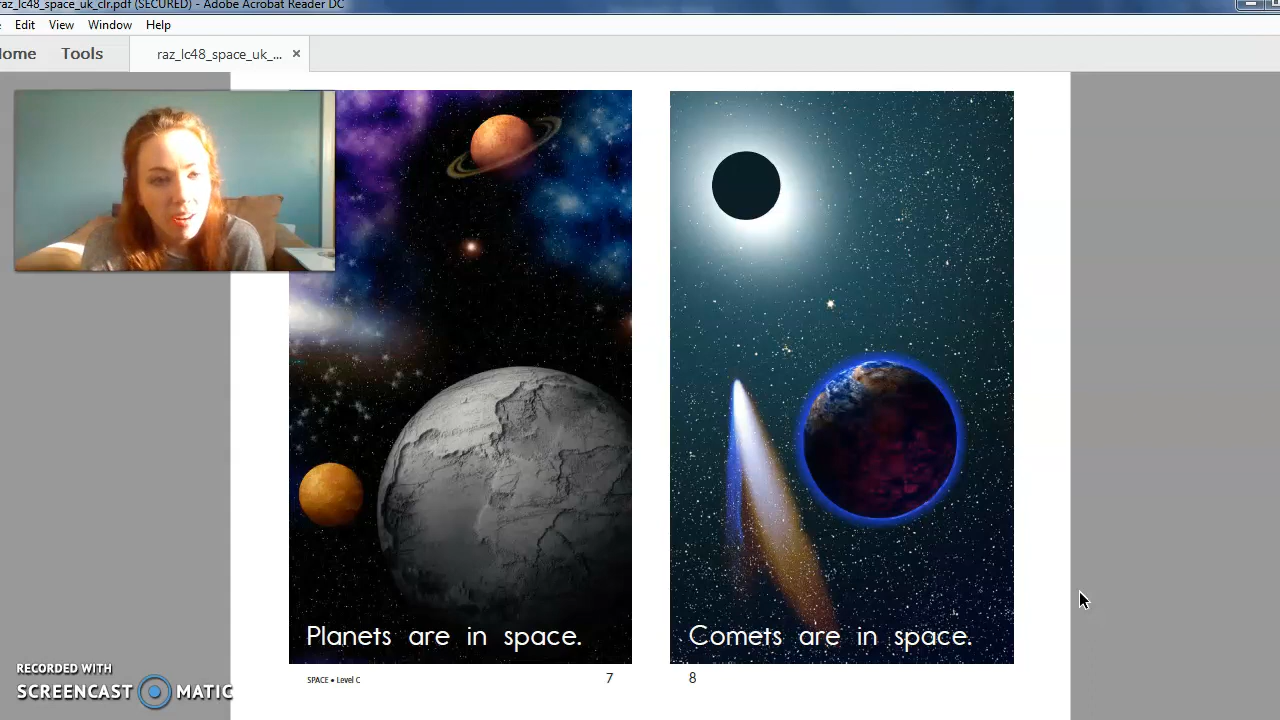 raz_lc48_space_uk_clr.pdf (SECURED) - Adobe Acrobat Reader DC
Edit View Window Help
Tools raz_lc48_space_uk_... ×
Planets are in space.
Comets are in space.
SPACE • Level C 7
8
RECORDED WITH
SCREENCAST MATIC